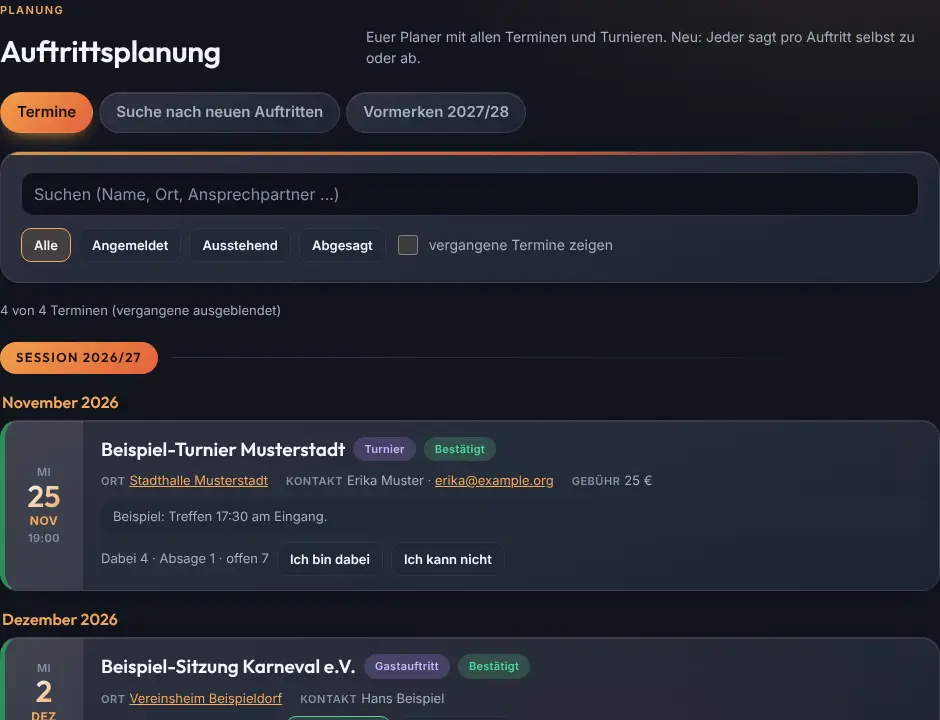 PLANUNG
Auftrittsplanung
Euer Planer mit allen Terminen und Turnieren. Neu: Jeder sagt pro Auftritt selbst zu
oder ab.
Termine
Suche nach neuen Auftritten
Vormerken 2027/28
Suchen (Name, Ort, Ansprechpartner ...)
Alle
Angemeldet
Ausstehend
Abgesagt
vergangene Termine zeigen
4 von 4 Terminen (vergangene ausgeblendet)
SESSION 2026/27
November 2026
MI
25
NOV
19:00
Beispiel-Turnier Musterstadt
Turnier
Bestätigt
ORT Stadthalle Musterstadt KONTAKT Erika Muster · erika@example.org GEBÜHR 25 €
Beispiel: Treffen 17:30 am Eingang.
Dabei 4 · Absage 1 · offen 7
Ich bin dabei
Ich kann nicht
Dezember 2026
MI
2
DEZ
Beispiel-Sitzung Karneval e.V.
Gastauftritt
Bestätigt
ORT Vereinsheim Beispieldorf KONTAKT Hans Beispiel